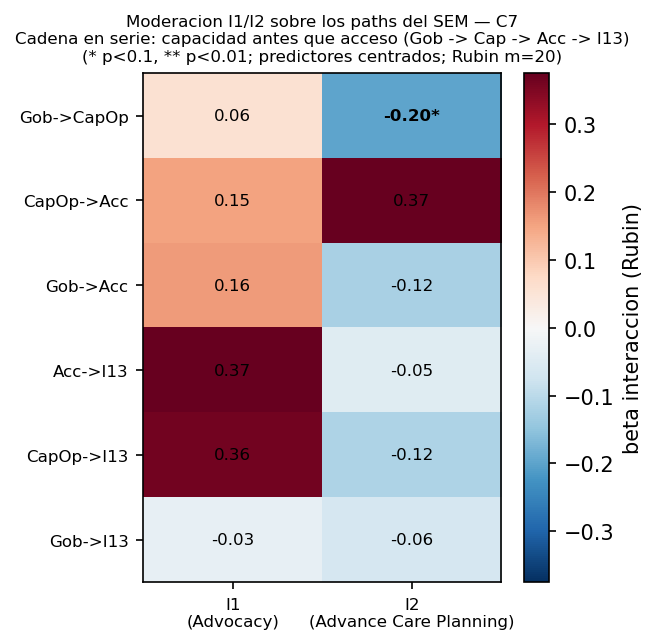 Moderacion I1/I2 sobre los paths del SEM — C7
Cadena en serie: capacidad antes que acceso (Gob -> Cap -> Acc -> I13)
(* p<0.1, ** p<0.01; predictores centrados; Rubin m=20)
Gob->CapOp 0.06 -0.20*
CapOp->Acc 0.15 0.37
Gob->Acc 0.16 -0.12
Acc->I13 0.37 -0.05
CapOp->I13 0.36 -0.12
Gob->I13 -0.03 -0.06
I1
(Advocacy)
I2
(Advance Care Planning)
0.3
0.2
0.1
0.0
−0.1
−0.2
−0.3
beta interaccion (Rubin)